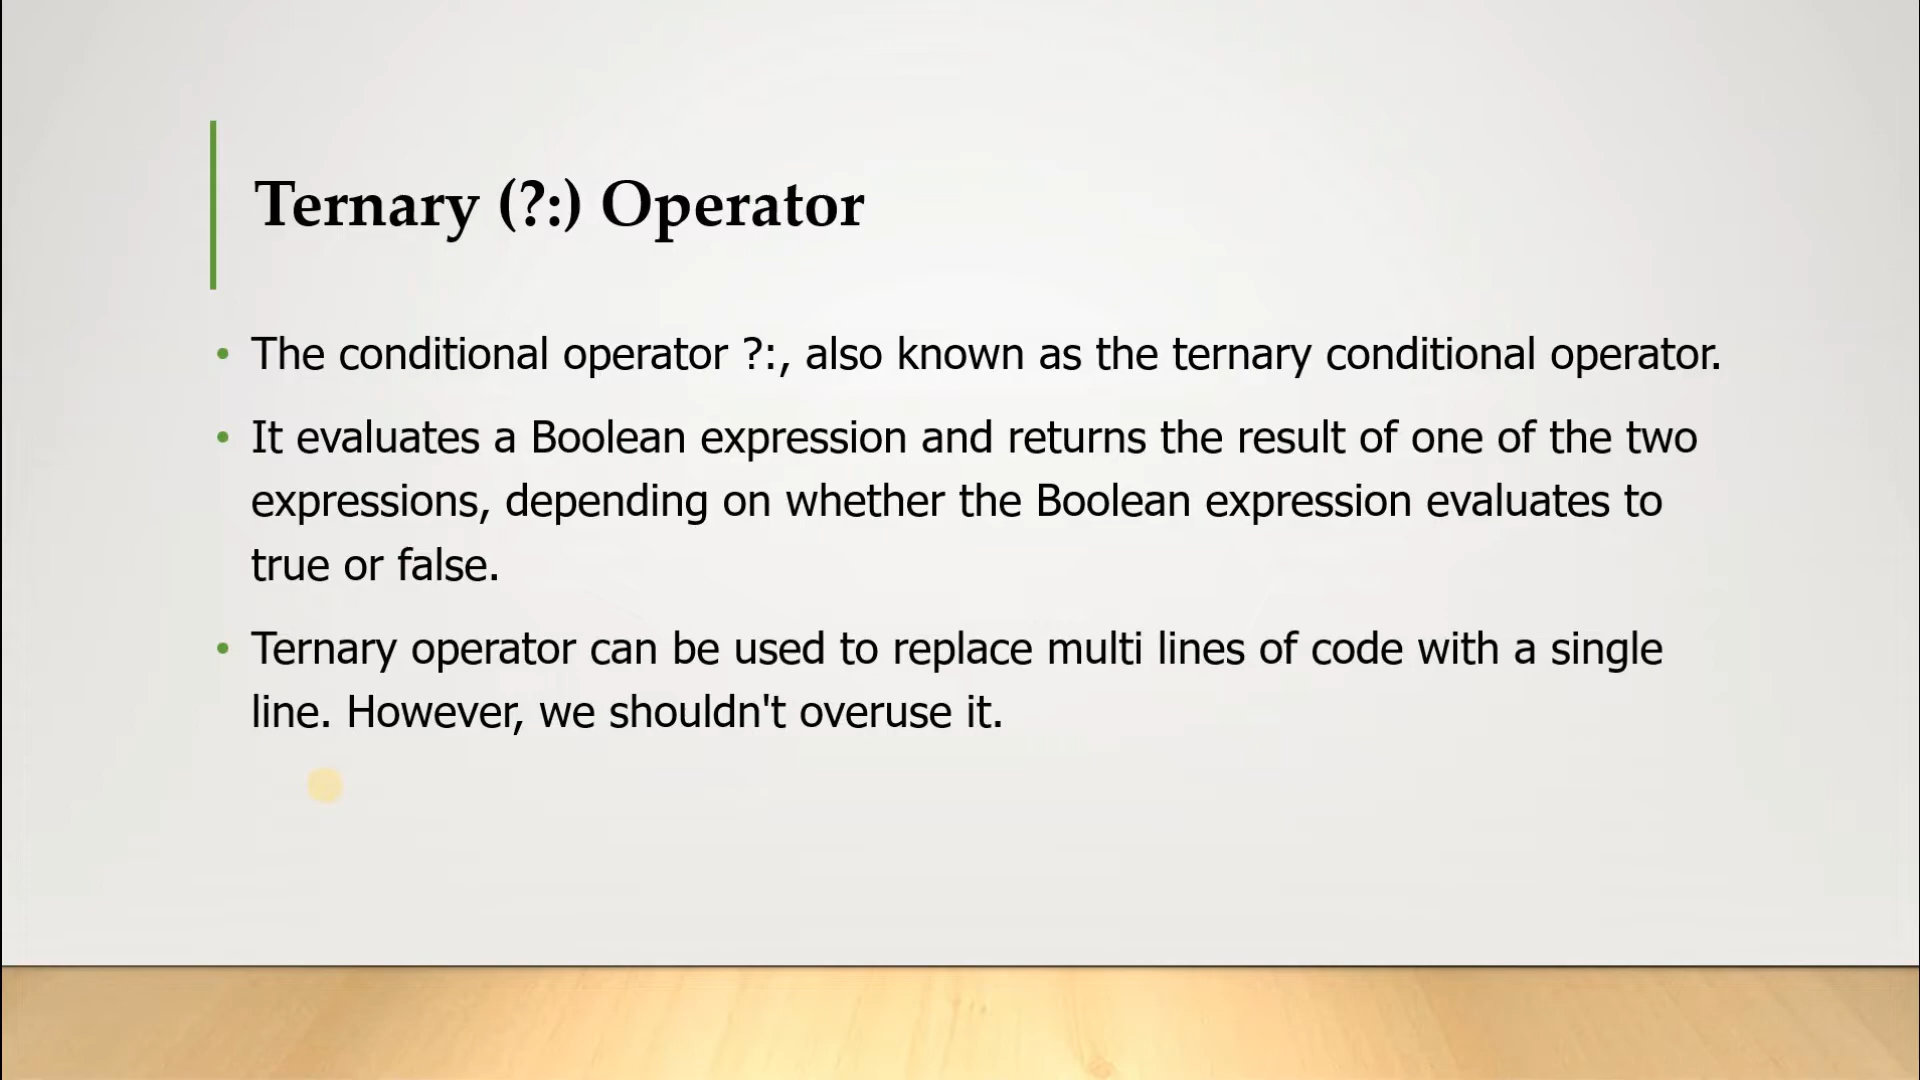 Ternary (?:) Operator
• The conditional operator ?:, also known as the ternary conditional operator.
• It evaluates a Boolean expression and returns the result of one of the two
expressions, depending on whether the Boolean expression evaluates to
true or false.
• Ternary operator can be used to replace multi lines of code with a single
line. However, we shouldn't overuse it.